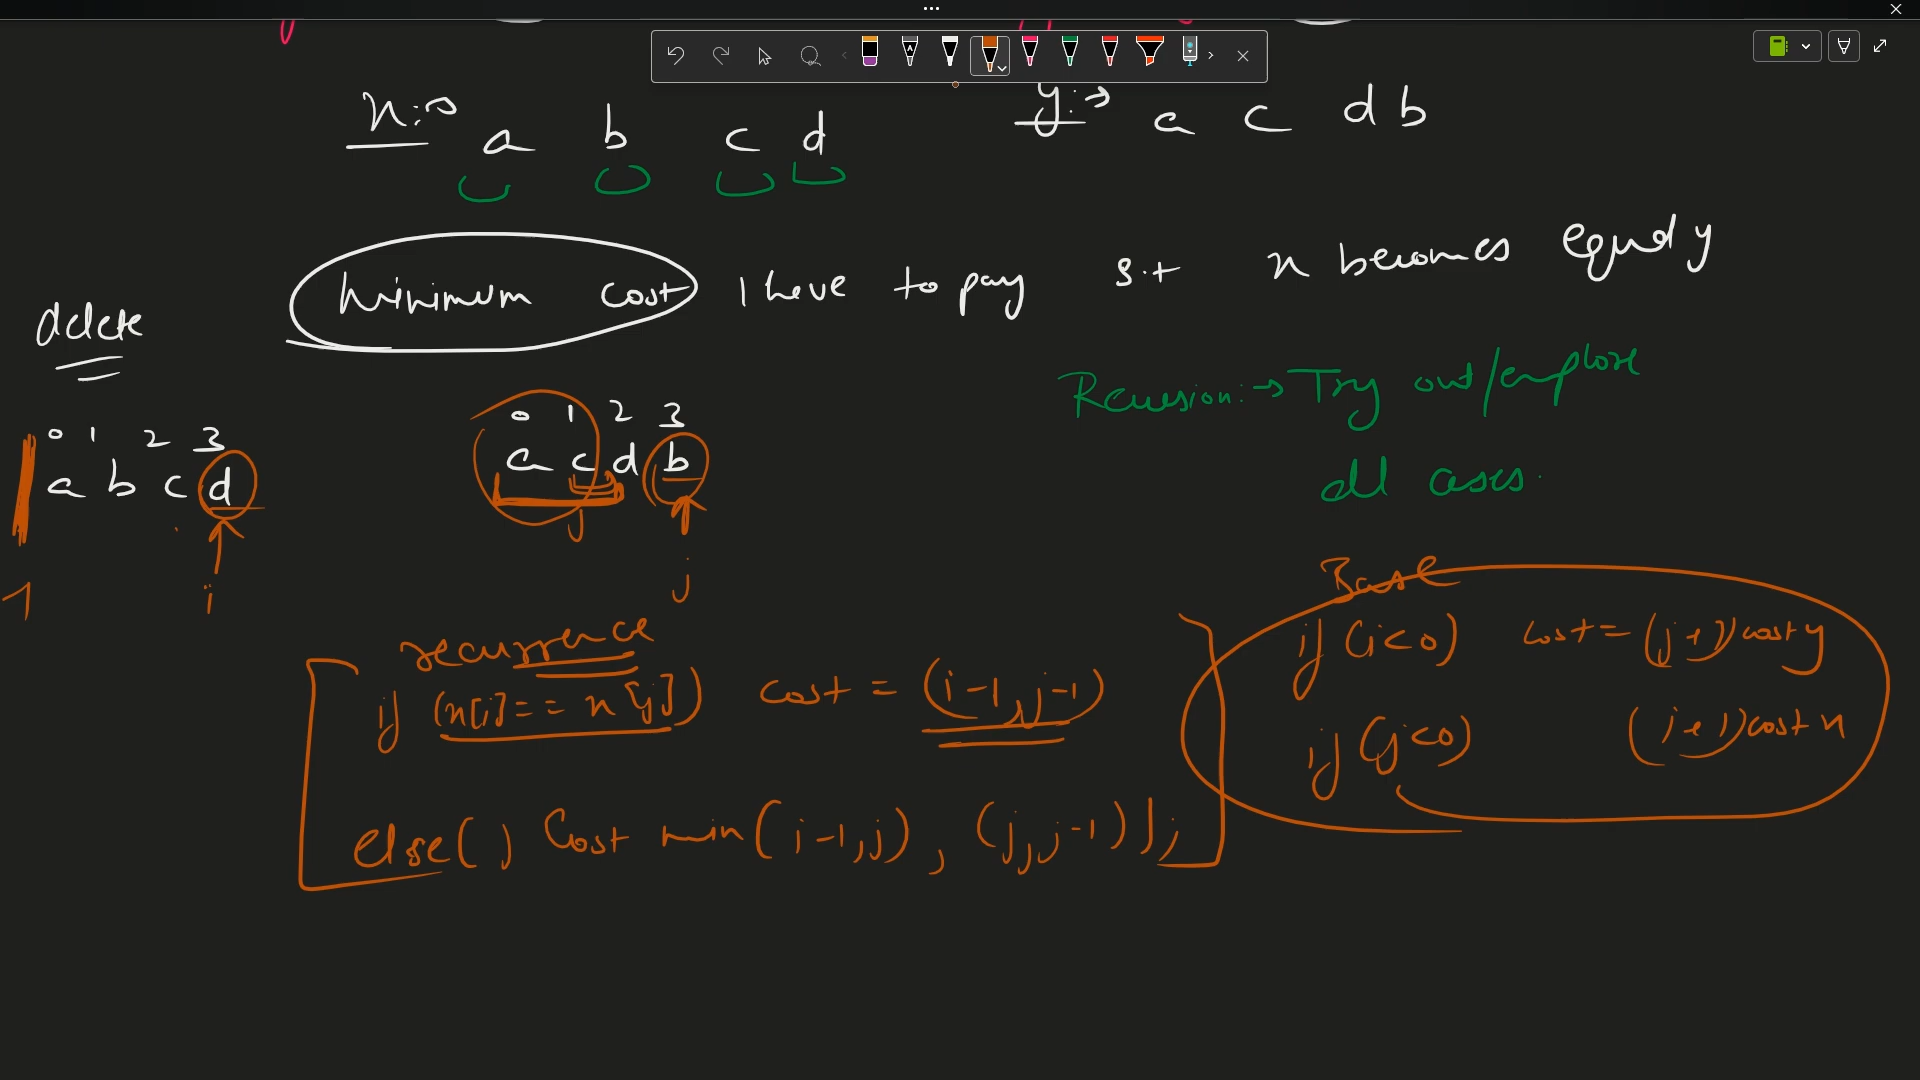 x:→ a b c d y:→ a c d b
Minimum cost I have to pay s.t x becomes equal y
delete
Recursion:→ Try out/explore
all cases.
0 1 2 3
a b c d
0 1 2 3
a c d b
j
i
j
-1
recurrence
if (x[i]== x[j]) cost = (i-1,j-1)
else() Cost min(i-1,j), (j,j-1)];
Base
if (i<0) cost=(j+1)cost y
if (j<0) (i+1)cost x